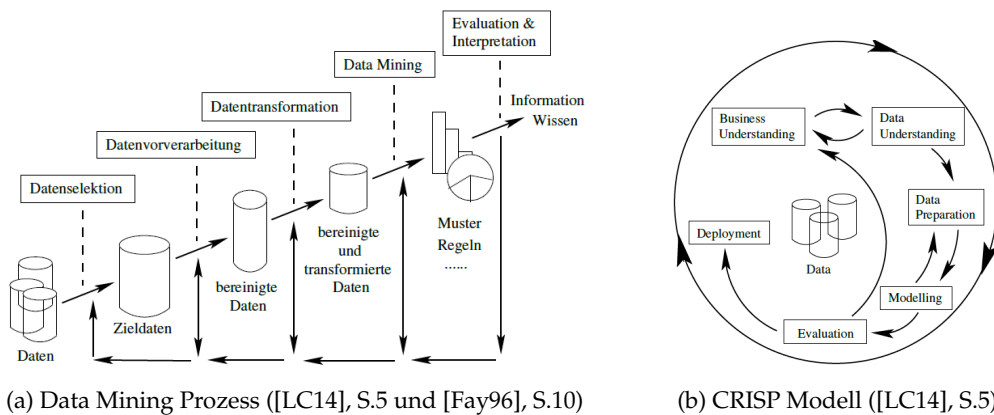 Evaluation &
Interpretation
Data Mining
Datentransformation
Datenvorverarbeitung
Datenselektion
Information
Wissen
Muster
Regeln
......
bereinigte
und
transformierte
Daten
bereinigte
Daten
Zieldaten
Daten
(a) Data Mining Prozess ([LC14], S.5 und [Fay96], S.10)
Business
Understanding
Data
Understanding
Data
Preparation
Deployment
Data
Modelling
Evaluation
(b) CRISP Modell ([LC14], S.5)